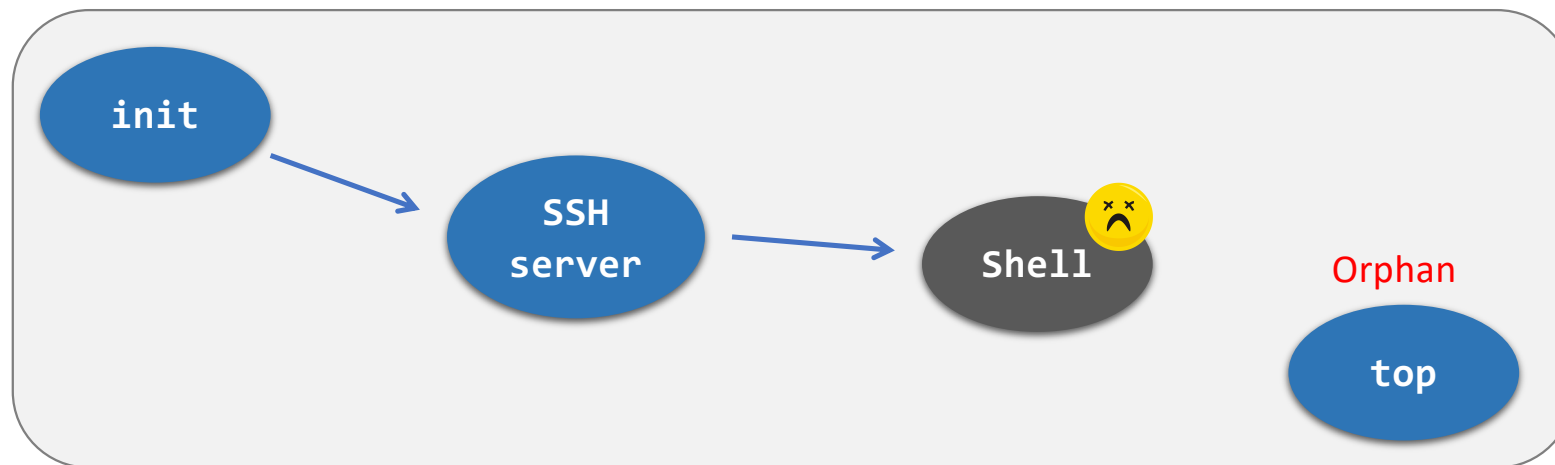 init
SSH
server
Shell
Orphan
top